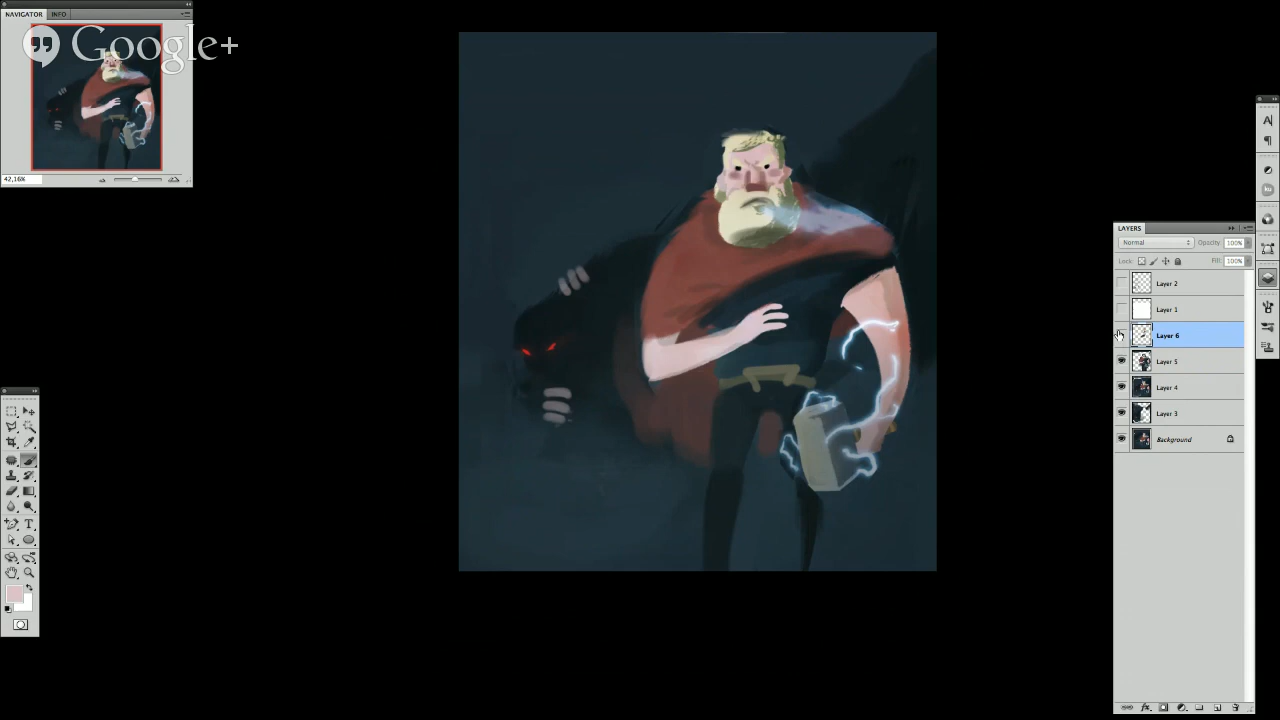 NAVIGATOR INFO
Google+
42,16%
LAYERS
Normal Opacity: 100%
Lock: Fill: 100%
Layer 2
Layer 1
Layer 6
Layer 5
Layer 4
Layer 3
Background